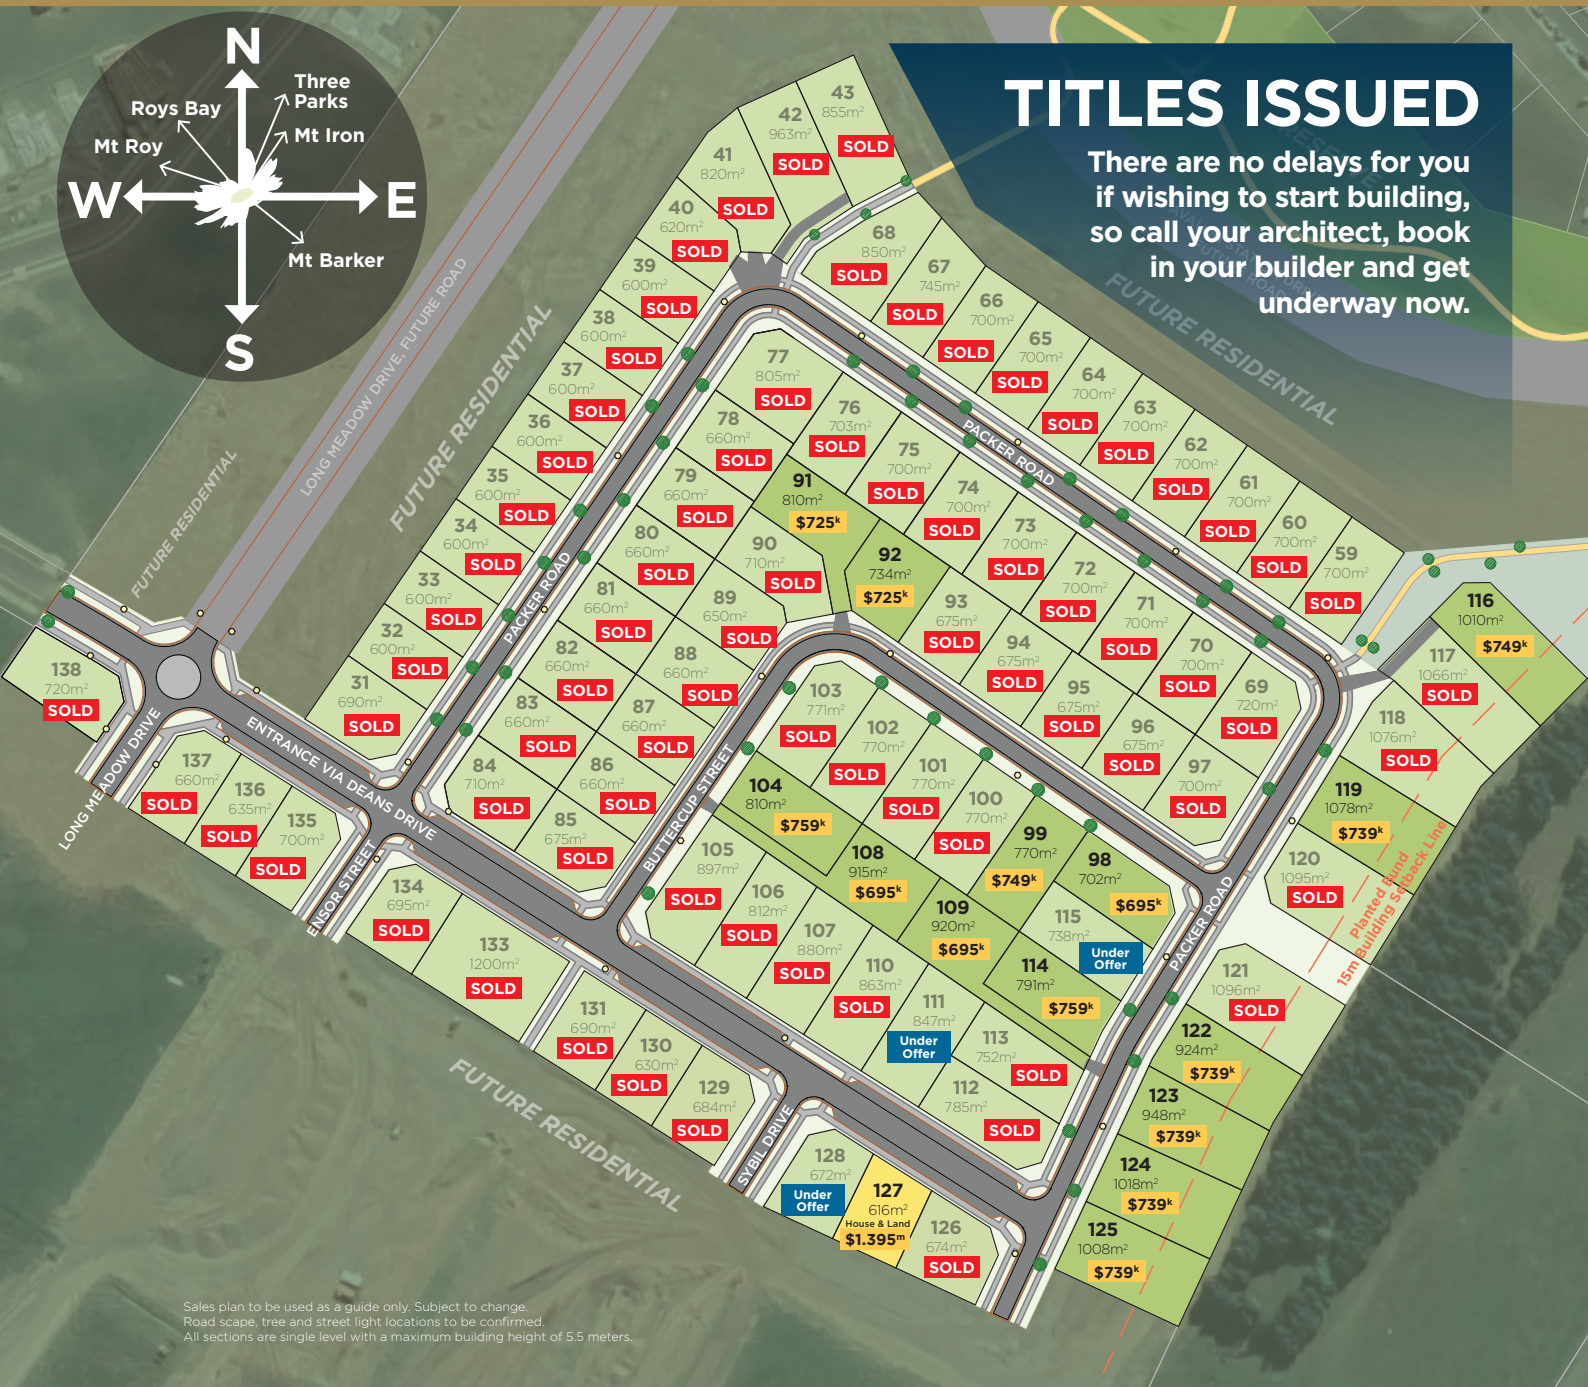 N
Three
Parks
Roys Bay
Mt Iron
Mt Roy
W
E
Mt Barker
S
TITLES ISSUED
There are no delays for you
if wishing to start building,
so call your architect, book
in your builder and get
underway now.
LONG MEADOW DRIVE, FUTURE ROAD
FUTURE RESIDENTIAL
FUTURE RESIDENTIAL
FUTURE RESIDENTIAL
43
855m²
SOLD
42
963m²
SOLD
41
820m²
SOLD
40
620m²
SOLD
39
600m²
SOLD
38
600m²
SOLD
37
600m²
SOLD
36
600m²
SOLD
35
600m²
SOLD
34
600m²
SOLD
33
600m²
SOLD
32
600m²
SOLD
31
690m²
SOLD
68
850m²
SOLD
67
745m²
SOLD
66
700m²
SOLD
65
700m²
SOLD
64
700m²
SOLD
63
700m²
SOLD
62
700m²
SOLD
61
700m²
SOLD
60
700m²
SOLD
59
700m²
SOLD
PACKER ROAD
PACKER ROAD
77
805m²
SOLD
76
703m²
SOLD
75
700m²
SOLD
74
700m²
SOLD
73
700m²
SOLD
72
700m²
SOLD
71
700m²
SOLD
70
700m²
SOLD
69
720m²
SOLD
78
660m²
SOLD
79
660m²
SOLD
80
660m²
SOLD
81
660m²
SOLD
82
660m²
SOLD
83
660m²
SOLD
84
710m²
SOLD
85
675m²
SOLD
86
660m²
SOLD
87
660m²
SOLD
88
660m²
SOLD
89
650m²
SOLD
90
710m²
SOLD
91
810m²
$725ᵏ
92
734m²
$725ᵏ
93
675m²
SOLD
94
675m²
SOLD
95
675m²
SOLD
96
675m²
SOLD
97
700m²
SOLD
BUTTERCUP STREET
103
771m²
SOLD
102
770m²
SOLD
101
770m²
SOLD
100
770m²
SOLD
99
770m²
$749ᵏ
98
702m²
$695ᵏ
104
810m²
$759ᵏ
108
915m²
$695ᵏ
109
920m²
$695ᵏ
114
791m²
$759ᵏ
115
738m²
Under
Offer
105
897m²
SOLD
106
812m²
SOLD
107
880m²
SOLD
110
863m²
SOLD
111
847m²
Under
Offer
113
752m²
SOLD
112
785m²
SOLD
PACKER ROAD
116
1010m²
$749ᵏ
117
1066m²
SOLD
118
1076m²
SOLD
119
1078m²
$739ᵏ
120
1095m²
SOLD
Planted Bund
15m Building Setback Line
121
1096m²
SOLD
122
924m²
$739ᵏ
123
948m²
$739ᵏ
124
1018m²
$739ᵏ
125
1008m²
$739ᵏ
138
720m²
SOLD
LONG MEADOW DRIVE
ENTRANCE VIA DEANS DRIVE
137
660m²
SOLD
136
635m²
SOLD
135
700m²
SOLD
ENSOR STREET
134
695m²
SOLD
133
1200m²
SOLD
131
690m²
SOLD
130
630m²
SOLD
129
684m²
SOLD
SYBIL DRIVE
128
672m²
Under
Offer
127
616m²
House & Land
$1.395ᵐ
126
674m²
SOLD
FUTURE RESIDENTIAL
Sales plan to be used as a guide only. Subject to change.
Road scape, tree and street light locations to be confirmed.
All sections are single level with a maximum building height of 5.5 meters.